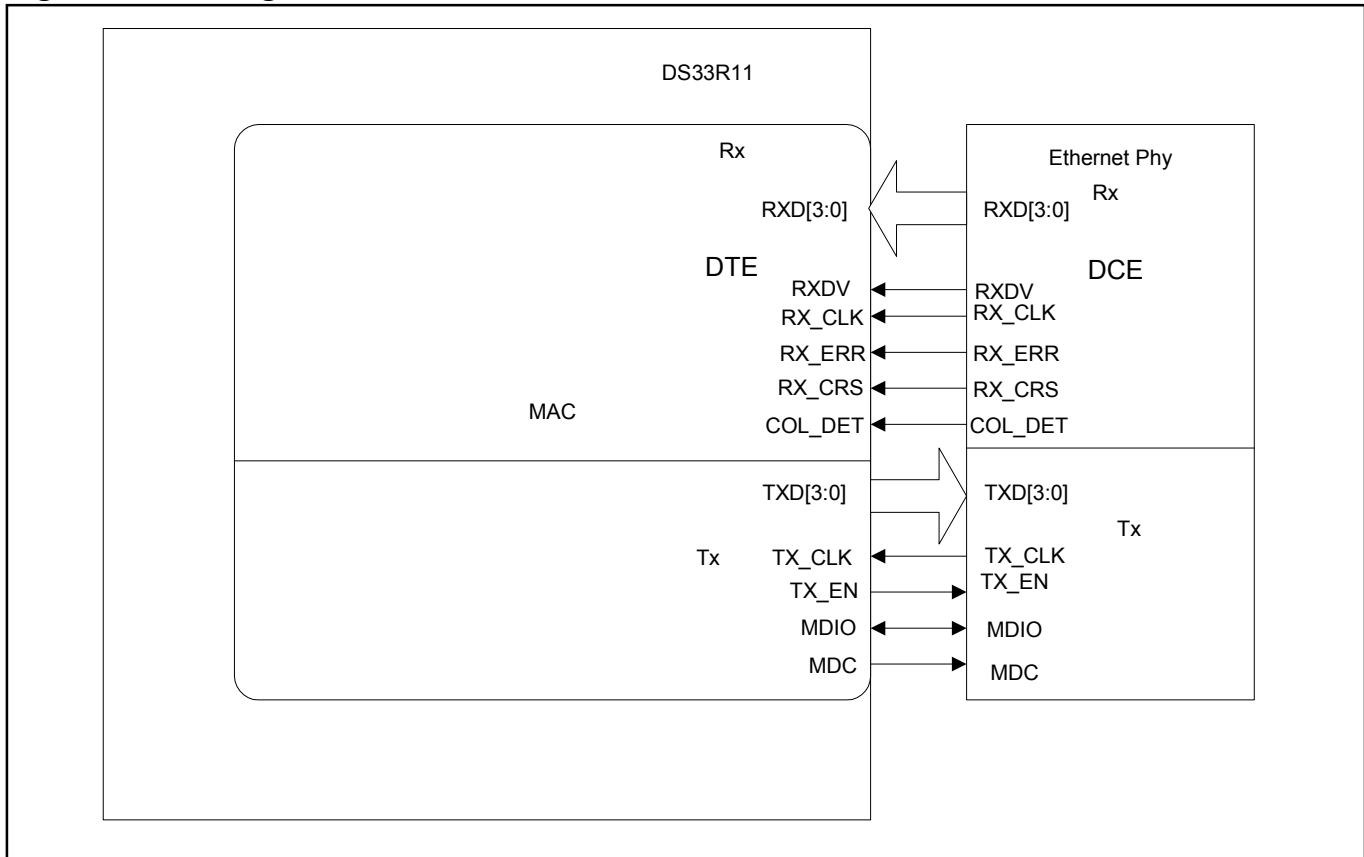 DS33R11
Rx
Ethernet Phy
Rx
RXD[3:0]
RXD[3:0]
DTE
DCE
RXDV
RXDV
RX_CLK
RX_CLK
RX_ERR
RX_ERR
RX_CRS
RX_CRS
MAC
COL_DET
COL_DET
TXD[3:0]
TXD[3:0]
Tx
Tx
TX_CLK
TX_CLK
TX_EN
TX_EN
MDIO
MDIO
MDC
MDC